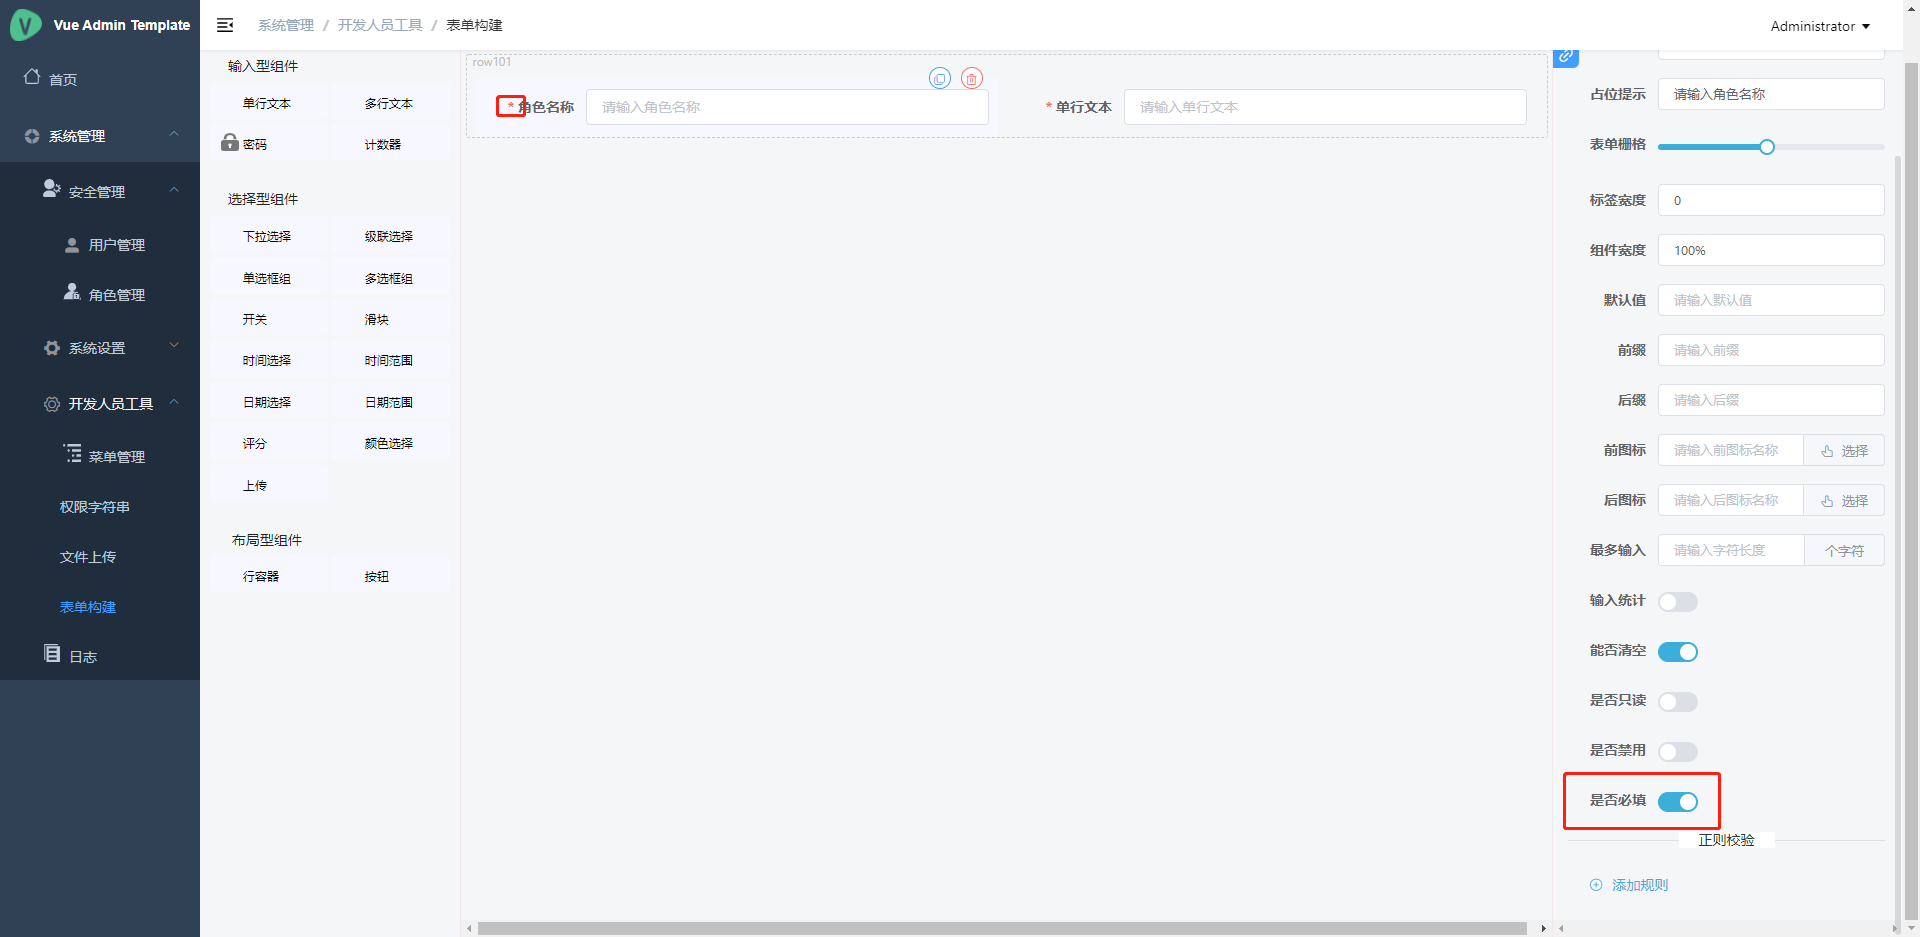 Vue Admin Template
首页
系统管理
安全管理
用户管理
角色管理
系统设置
开发人员工具
菜单管理
权限字符串
文件上传
表单构建
日志
系统管理 / 开发人员工具 / 表单构建
Administrator
输入型组件
单行文本 多行文本
密码 计数器
选择型组件
下拉选择 级联选择
单选框组 多选框组
开关 滑块
时间选择 时间范围
日期选择 日期范围
评分 颜色选择
上传
布局型组件
行容器 按钮
row101
* 角色名称 请输入角色名称 * 单行文本 请输入单行文本
占位提示 请输入角色名称
表单栅格
标签宽度 0
组件宽度 100%
默认值 请输入默认值
前缀 请输入前缀
后缀 请输入后缀
前图标 请输入前图标名称 选择
后图标 请输入后图标名称 选择
最多输入 请输入字符长度 个字符
输入统计
能否清空
是否只读
是否禁用
是否必填
正则校验
添加规则